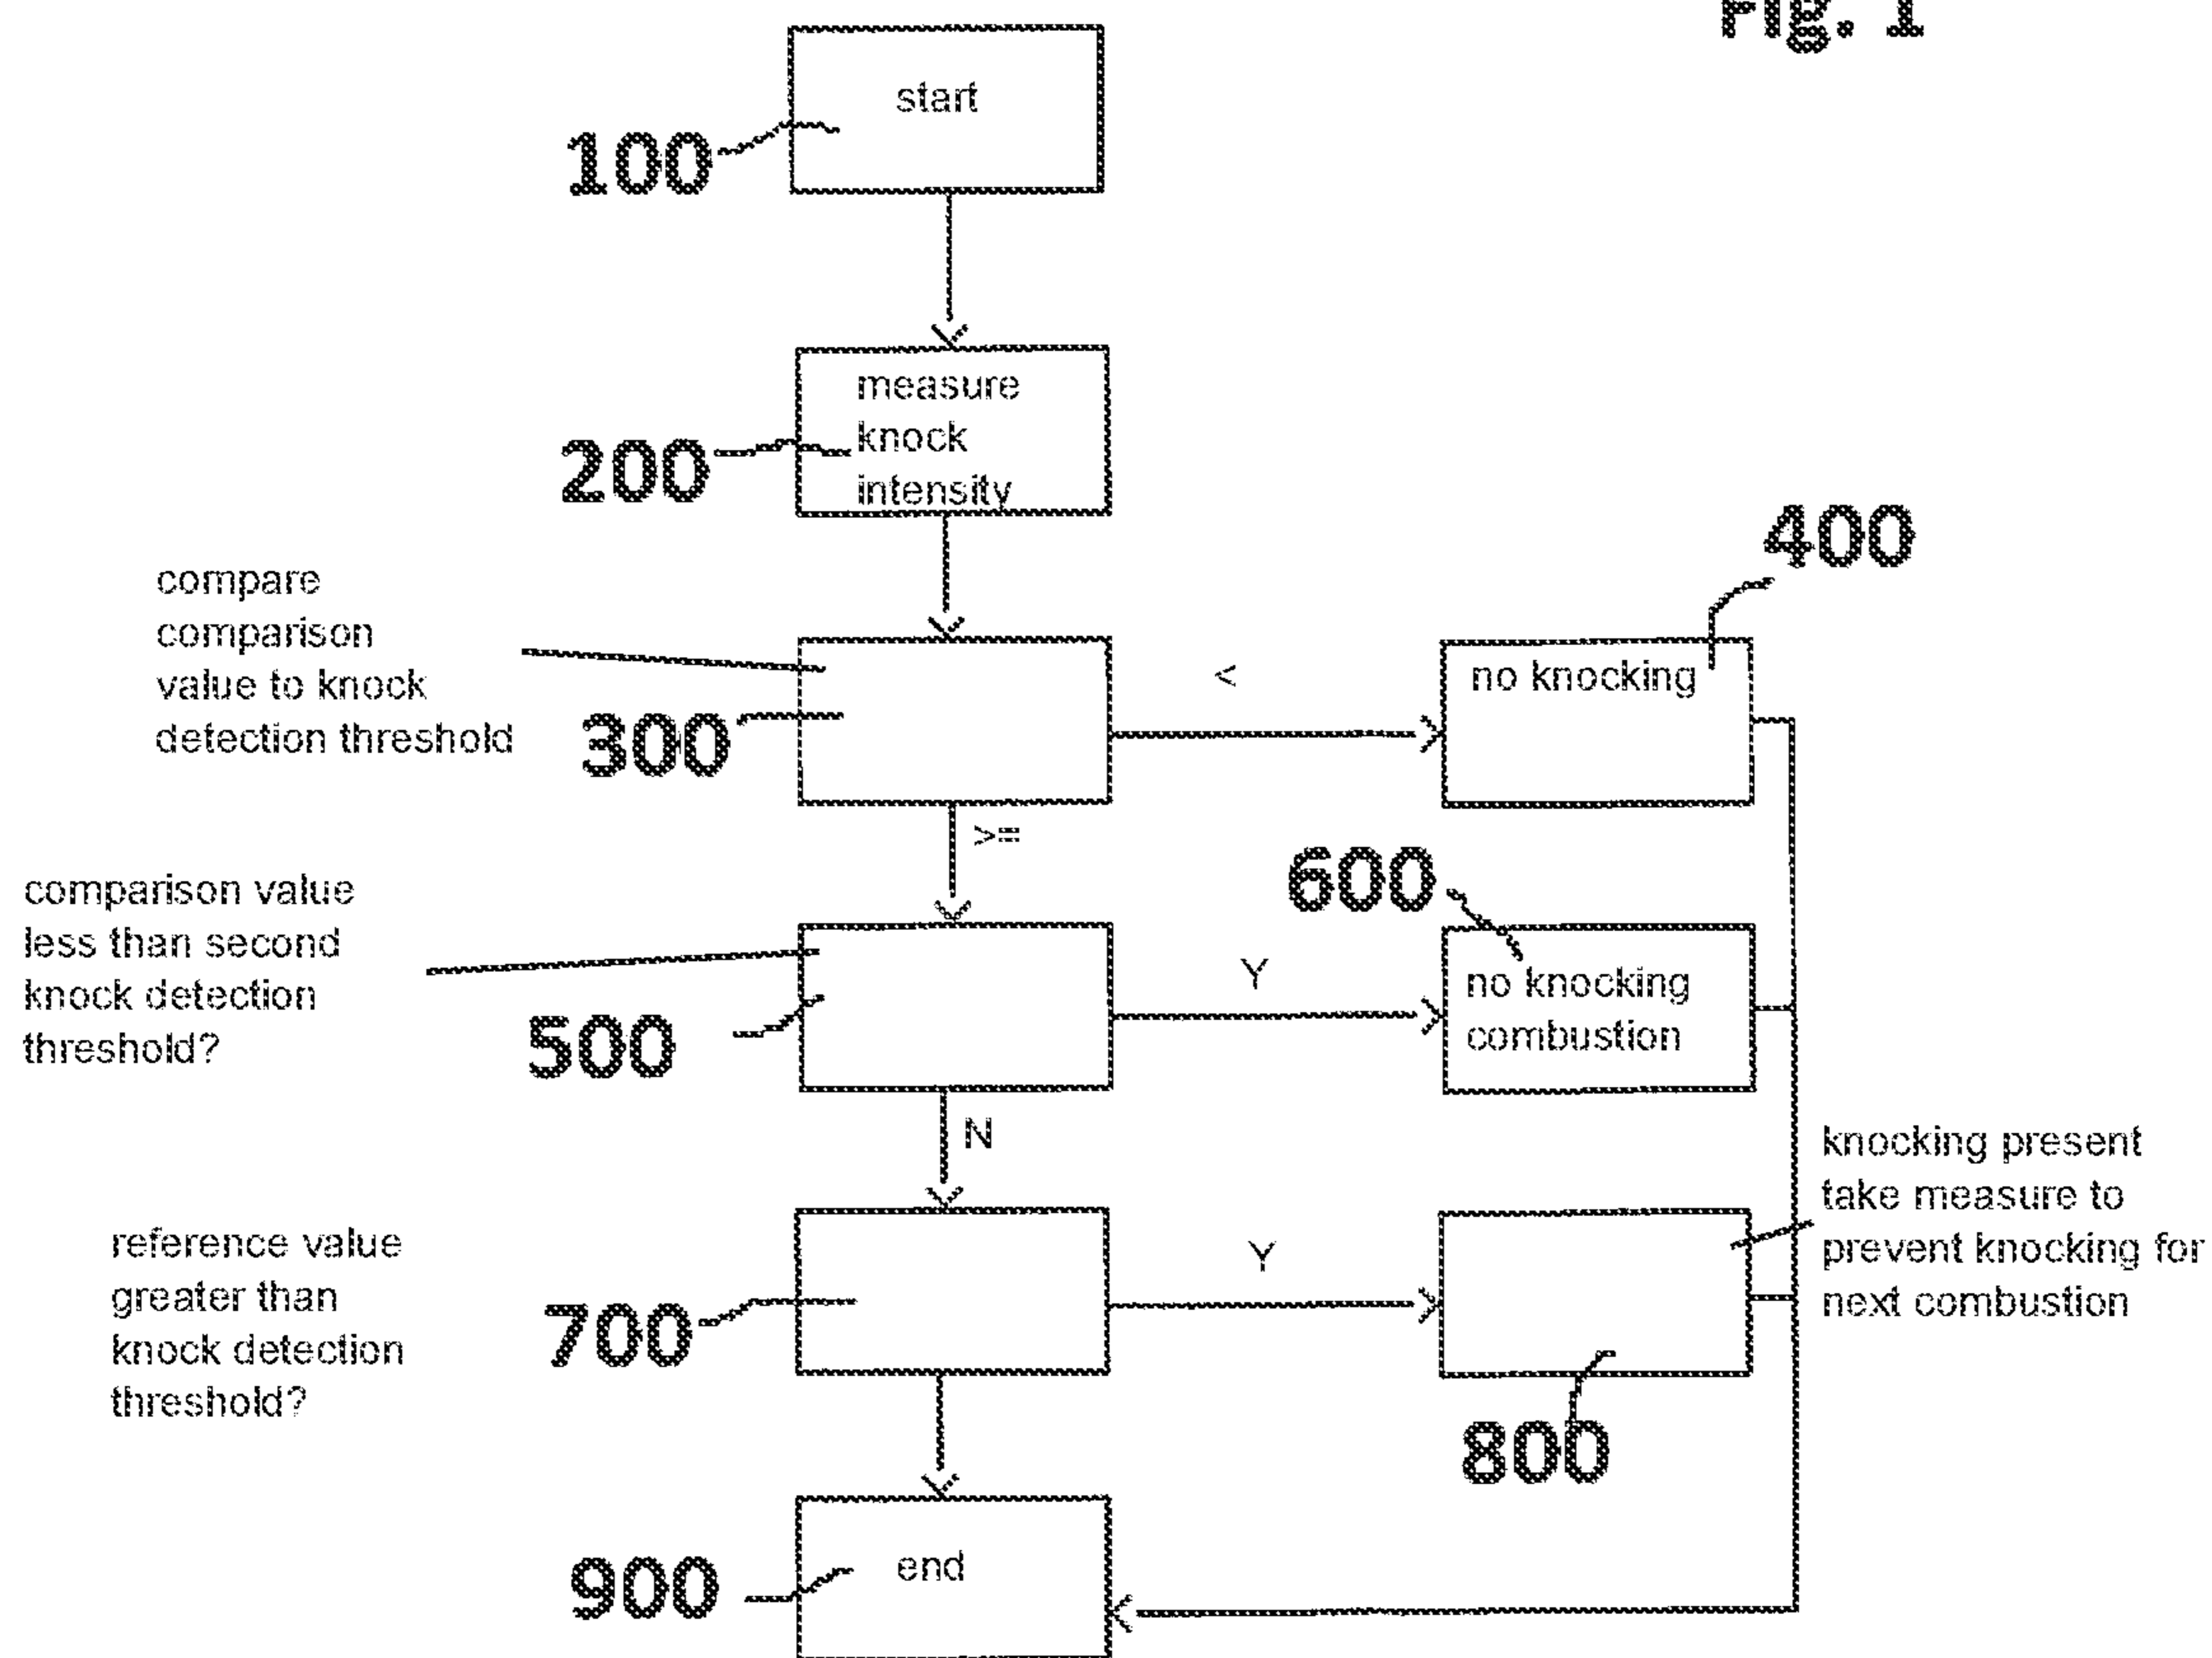 Fig. 1
start
100
measure
knock
intensity
200
400
compare
comparison
value to knock
detection threshold
300
<
no knocking
>=
600
comparison value
less than second
knock detection
threshold?
500
Y
no knocking
combustion
N
knocking present
take measure to
prevent knocking for
next combustion
reference value
greater than
knock detection
threshold?
700
Y
800
end
900